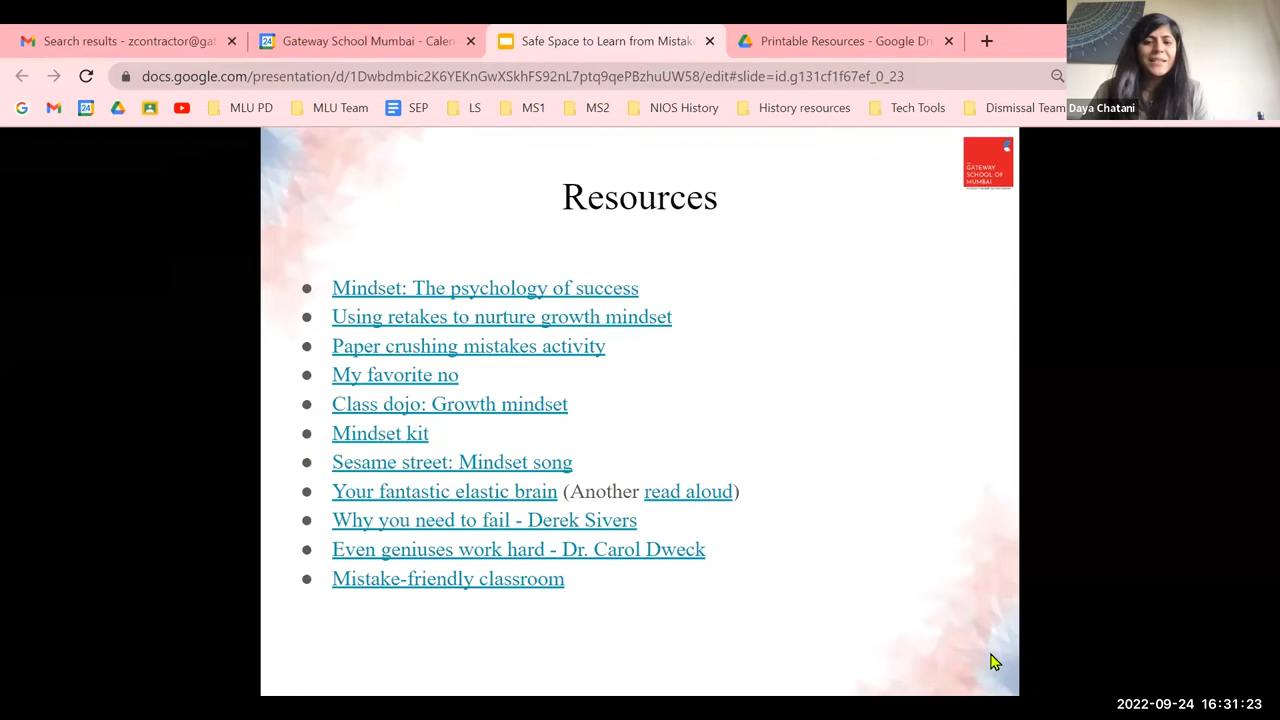 Search results - zcontractor@gat
Gateway School Mumbai - Calen
Safe Space to Learn from Mistak
Printable Resources - Google Dri
docs.google.com/presentation/d/1Dwbdmbic2K6YEKnGwXSkhFS92nL7ptq9qePBzhuUW58/edit#slide=id.g131cf1f67ef_0_23
MLU PD
MLU Team
SEP
LS
MS1
MS2
NIOS History
History resources
Tech Tools
Dismissal Team
Daya Chatani
GATEWAY
SCHOOL OF
MUMBAI
Resources
● Mindset: The psychology of success
● Using retakes to nurture growth mindset
● Paper crushing mistakes activity
● My favorite no
● Class dojo: Growth mindset
● Mindset kit
● Sesame street: Mindset song
● Your fantastic elastic brain (Another read aloud)
● Why you need to fail - Derek Sivers
● Even geniuses work hard - Dr. Carol Dweck
● Mistake-friendly classroom
2022-09-24 16:31:23